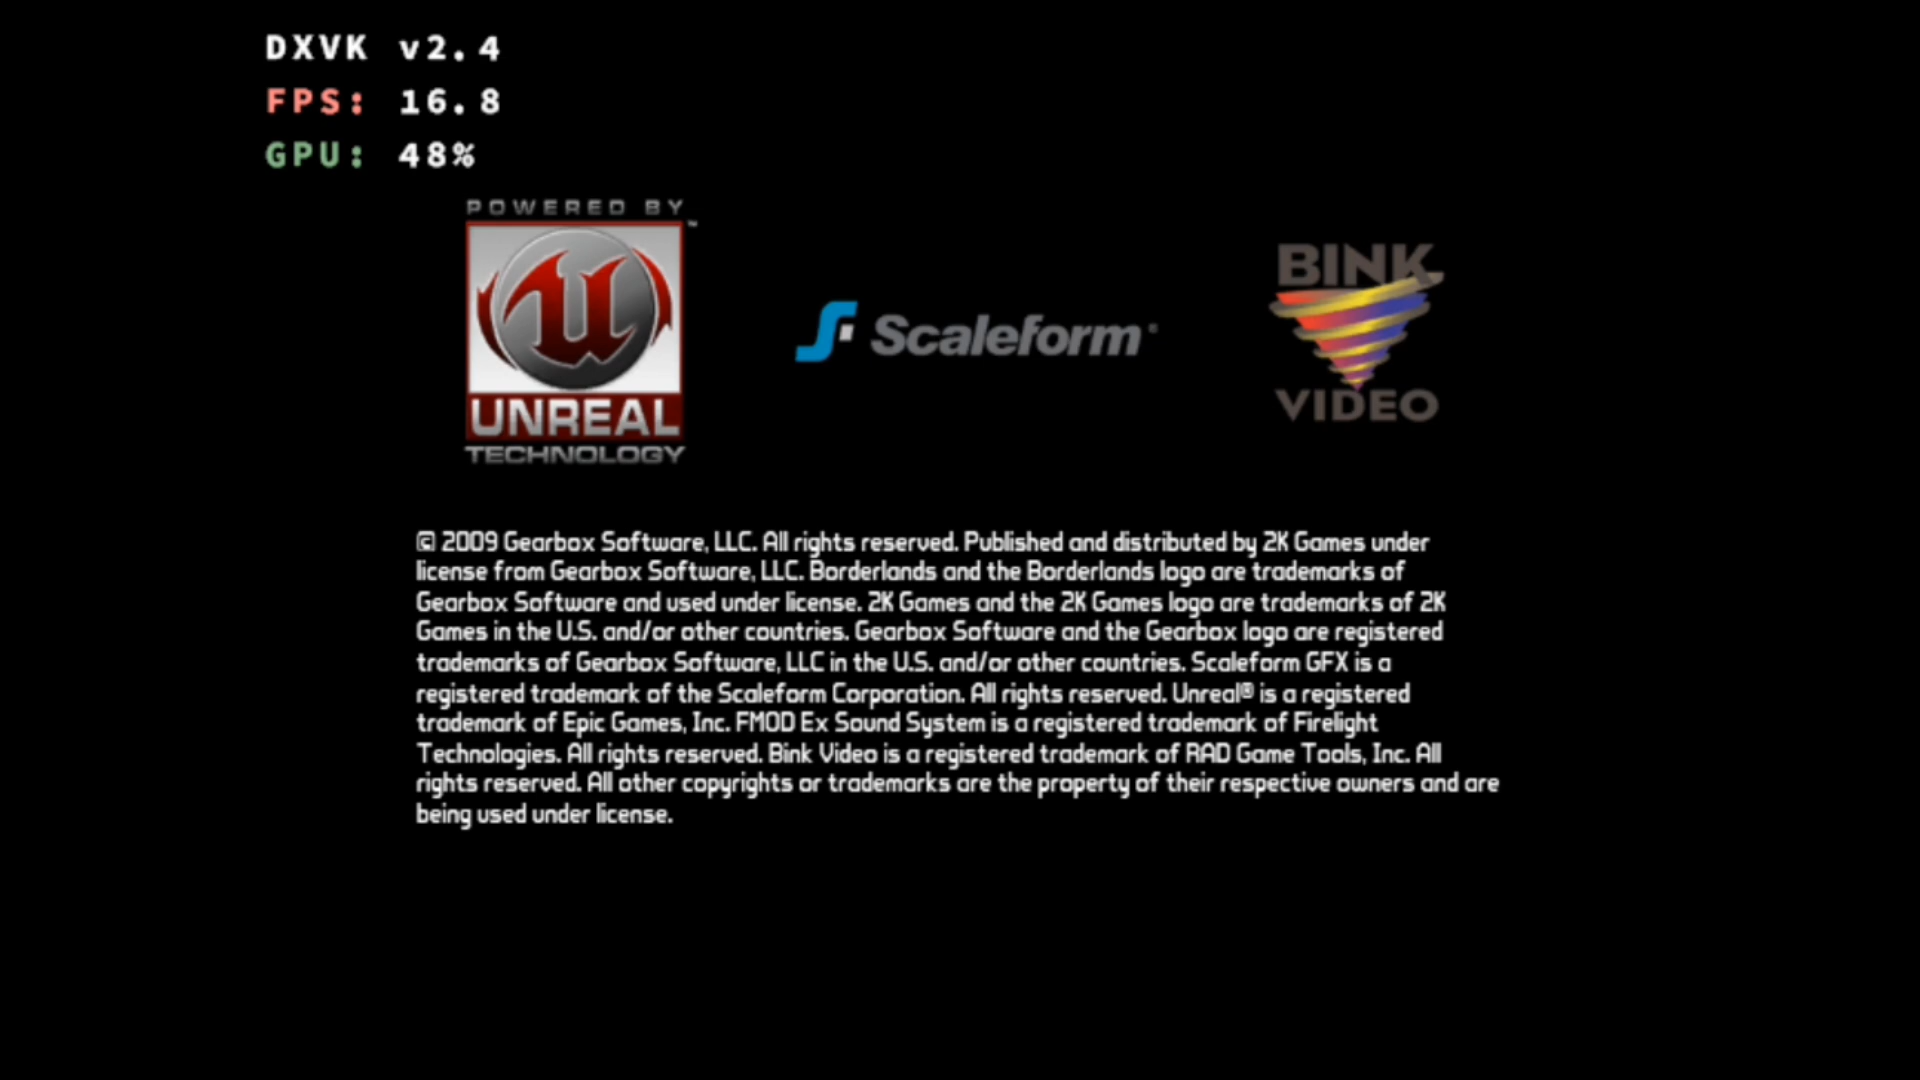 DXVK v2.4
FPS: 16.8
GPU: 48%
POWERED BY
UNREAL
TECHNOLOGY
™
Scaleform
BINK
VIDEO
© 2009 Gearbox Software, LLC. All rights reserved. Published and distributed by 2K Games under
license from Gearbox Software, LLC. Borderlands and the Borderlands logo are trademarks of
Gearbox Software and used under license. 2K Games and the 2K Games logo are trademarks of 2K
Games in the U.S. and/or other countries. Gearbox Software and the Gearbox logo are registered
trademarks of Gearbox Software, LLC in the U.S. and/or other countries. Scaleform GFX is a
registered trademark of the Scaleform Corporation. All rights reserved. Unreal® is a registered
trademark of Epic Games, Inc. FMOD Ex Sound System is a registered trademark of Firelight
Technologies. All rights reserved. Bink Video is a registered trademark of RAD Game Tools, Inc. All
rights reserved. All other copyrights or trademarks are the property of their respective owners and are
being used under license.